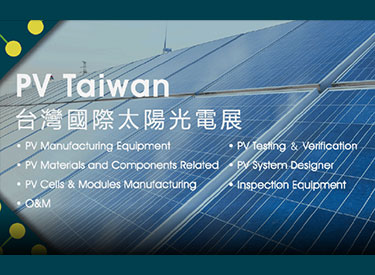 PV Taiwan
台灣國際太陽光電展
• PV Manufacturing Equipment
• PV Materials and Components Related
• PV Cells & Modules Manufacturing
• O&M
• PV Testing & Verification
• PV System Designer
• Inspection Equipment